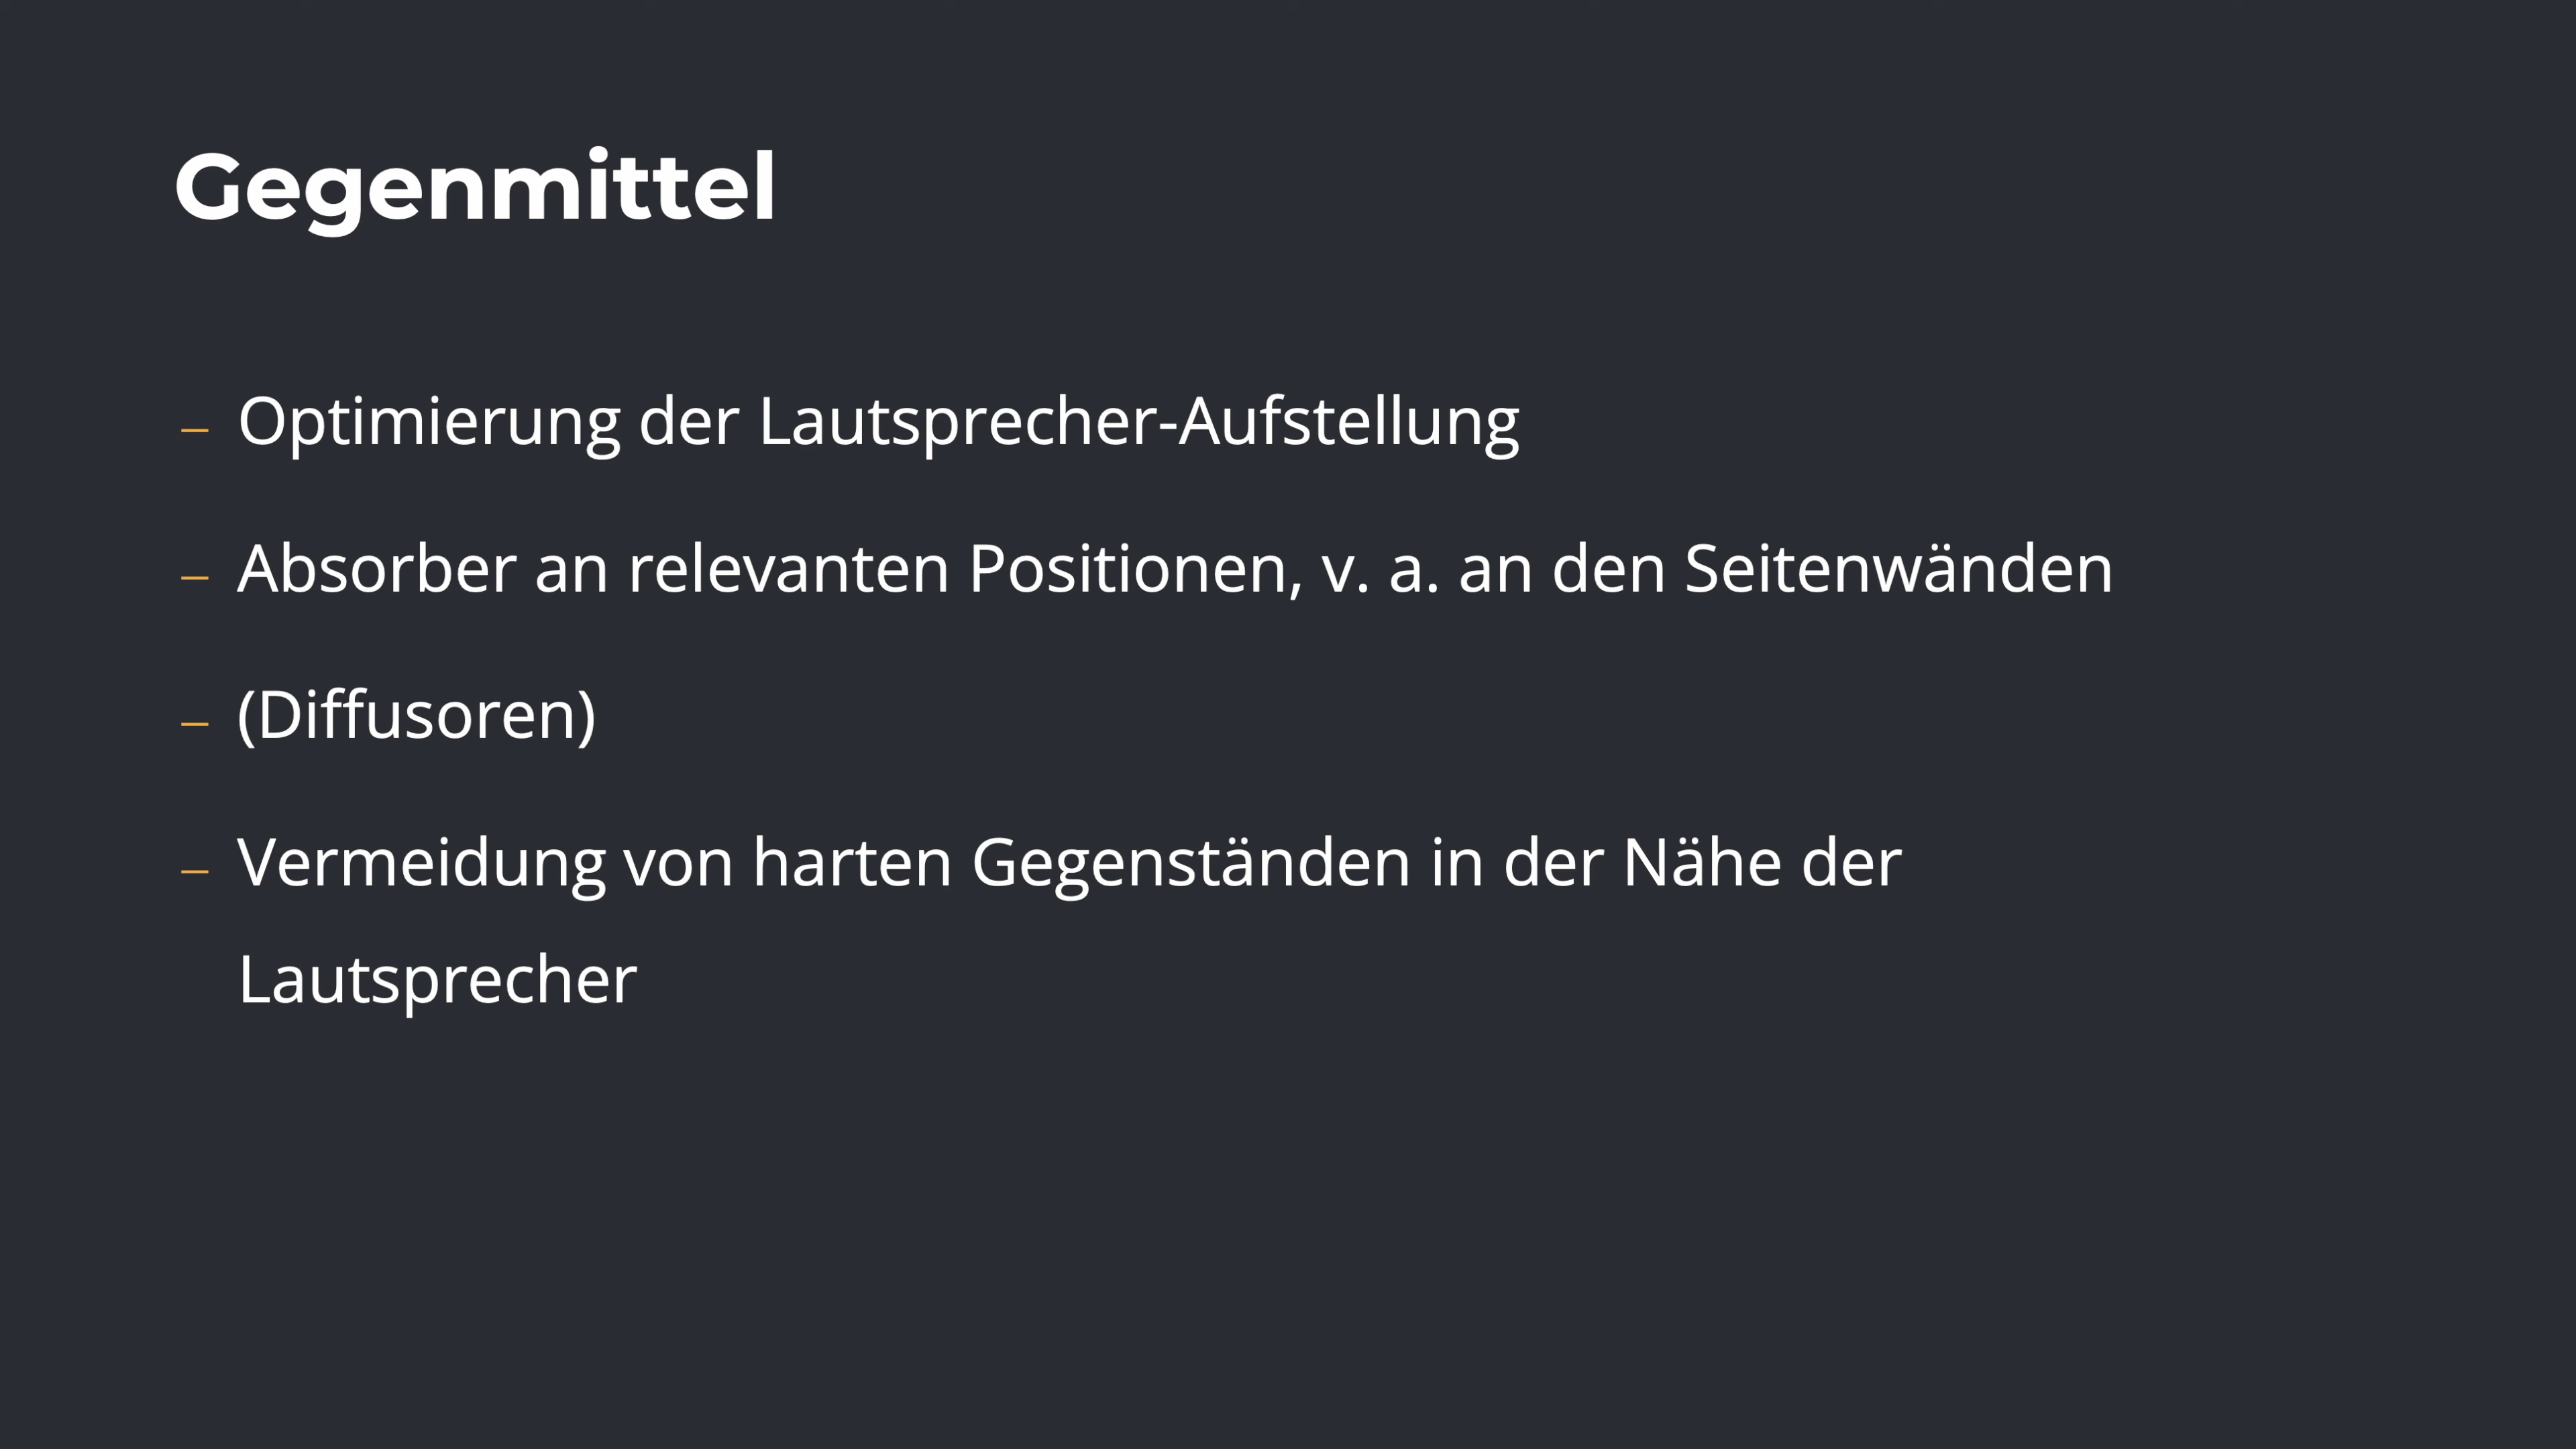 Gegenmittel
– Optimierung der Lautsprecher-Aufstellung
– Absorber an relevanten Positionen, v. a. an den Seitenwänden
– (Diffusoren)
– Vermeidung von harten Gegenständen in der Nähe der
Lautsprecher